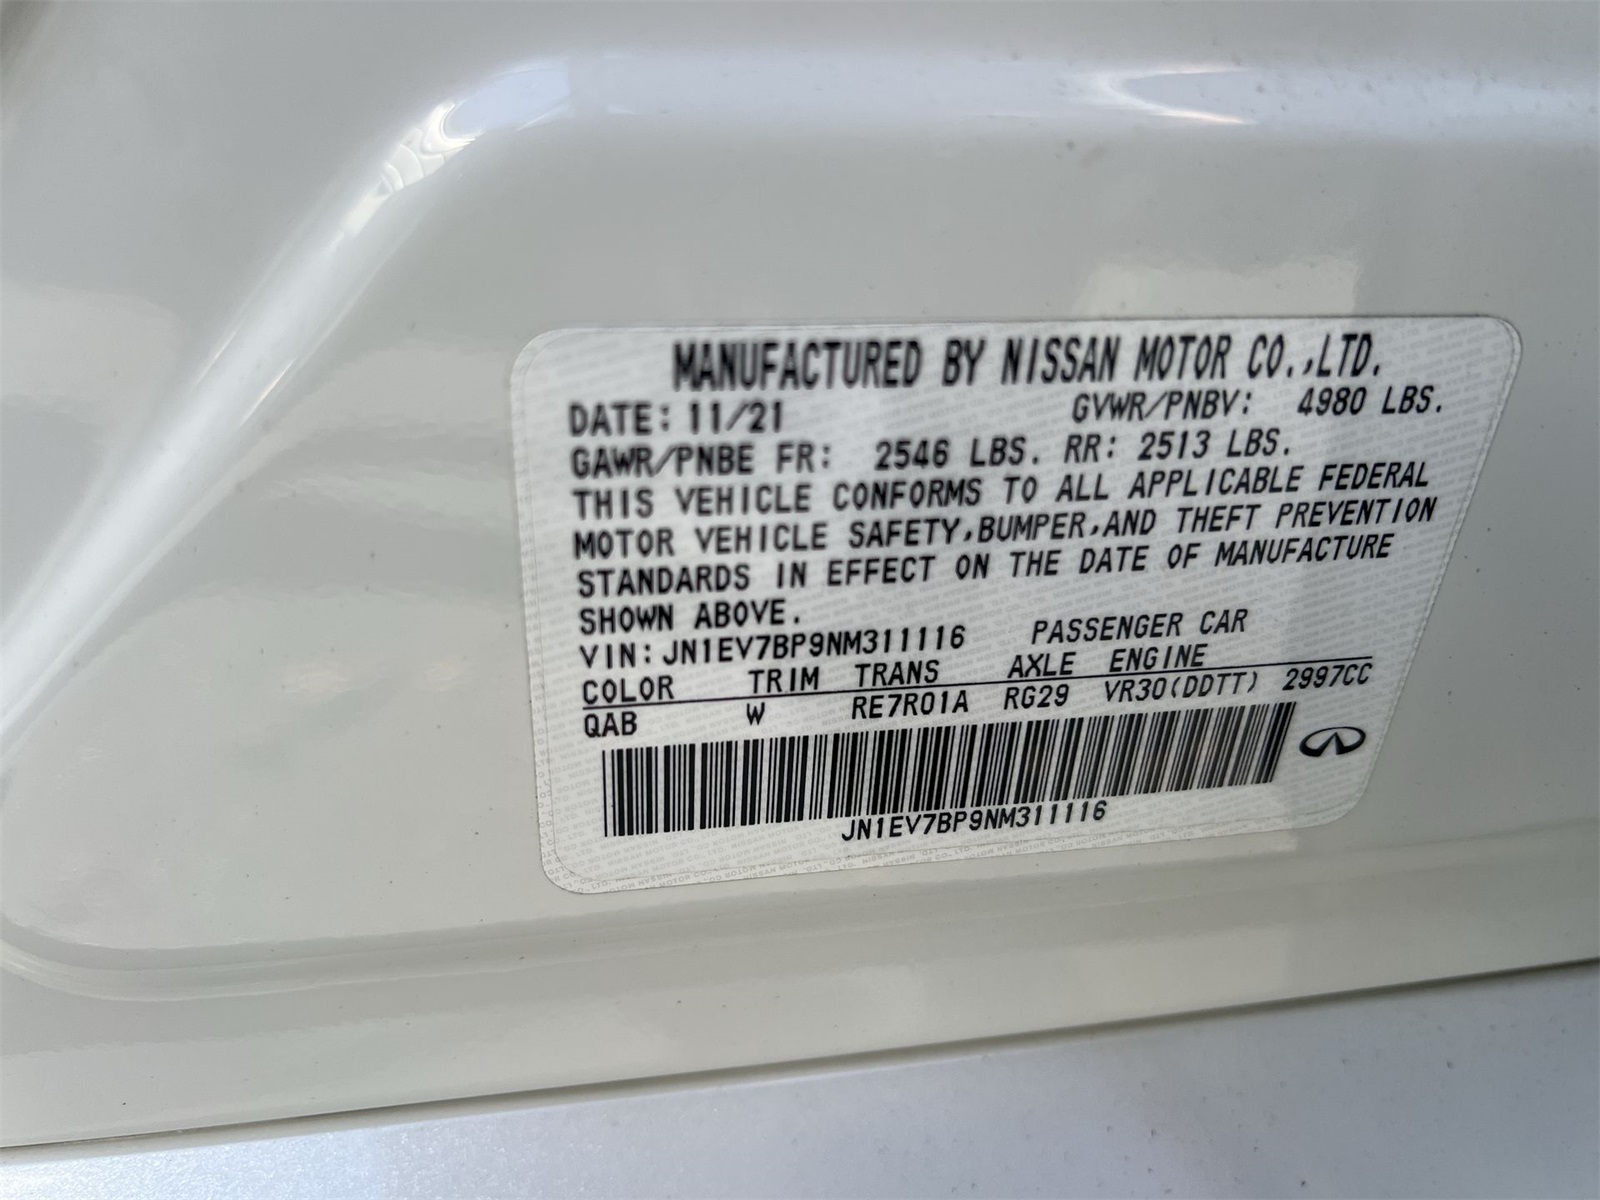 MANUFACTURED BY NISSAN MOTOR CO.,LTD.
DATE: 11/21 GVWR/PNBV: 4980 LBS.
GAWR/PNBE FR: 2546 LBS. RR: 2513 LBS.
THIS VEHICLE CONFORMS TO ALL APPLICABLE FEDERAL
MOTOR VEHICLE SAFETY,BUMPER,AND THEFT PREVENTION
STANDARDS IN EFFECT ON THE DATE OF MANUFACTURE
SHOWN ABOVE.
VIN: JN1EV7BP9NM311116 PASSENGER CAR
COLOR TRIM TRANS AXLE ENGINE
QAB W RE7R01A RG29 VR30(DDTT) 2997CC
JN1EV7BP9NM311116